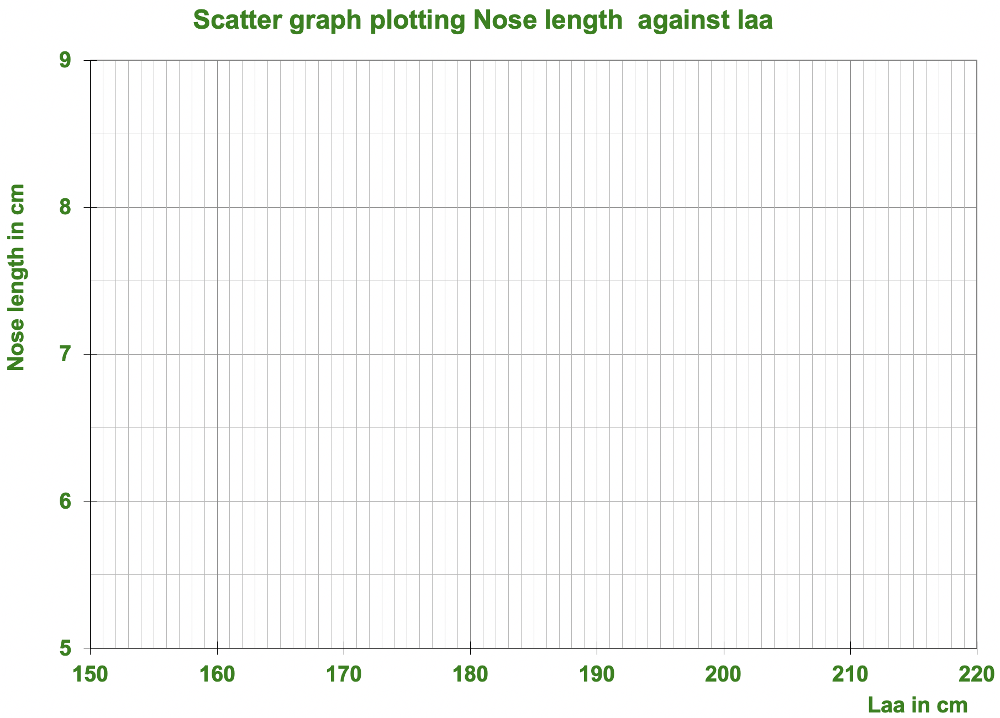 Scatter graph plotting Nose length  against laa
Nose length in cm
9
8
7
6
5
150 160 170 180 190 200 210 220
Laa in cm